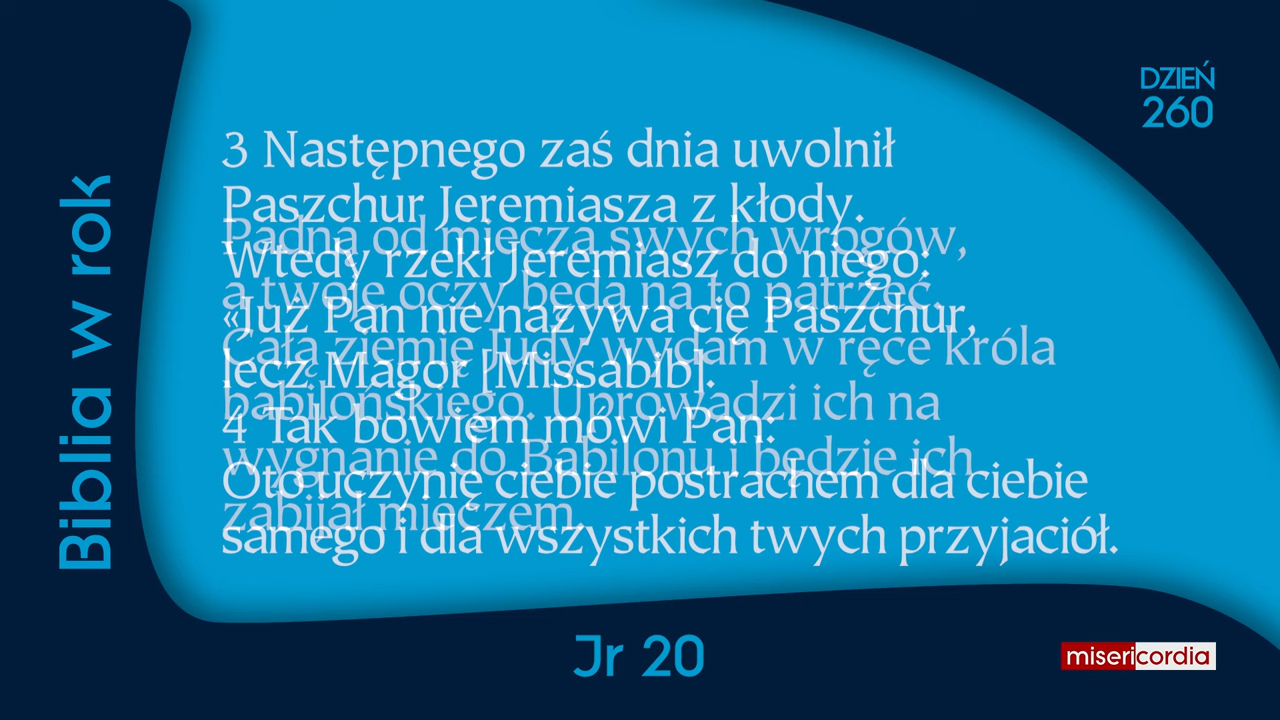 DZIEŃ
260
Biblia w rok
3 Następnego zaś dnia uwolnił
Paszchur Jeremiasza z kłody.
Wtedy rzekł Jeremiasz do niego:
«Już Pan nie nazywa cię Paszchur,
lecz Magor [Missabib].
4 Tak bowiem mówi Pan:
Oto uczynię ciebie postrachem dla ciebie
samego i dla wszystkich twych przyjaciół.
Padną od miecza swych wrogów,
a twoje oczy będą na to patrzeć.
Całą ziemię Judy wydam w ręce króla
babilońskiego. Uprowadzi ich na
wygnanie do Babilonu i będzie ich
zabijał mieczem.
Jr 20
misericordia